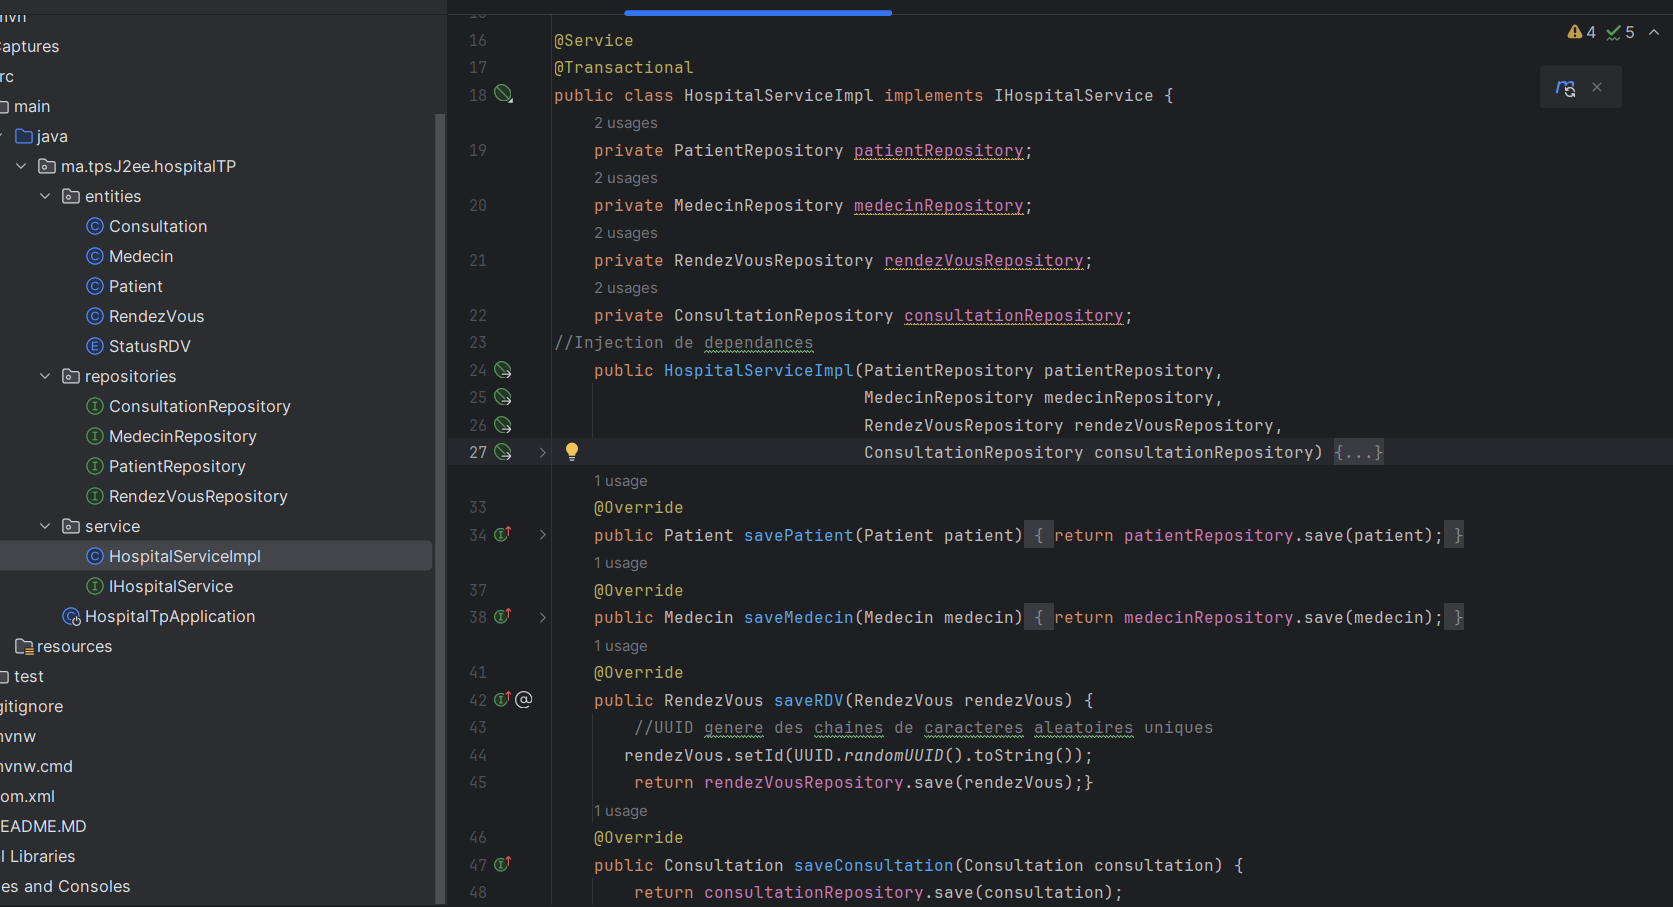 Captures
rc
main
java
ma.tpsJ2ee.hospitalTP
entities
Consultation
Medecin
Patient
RendezVous
StatusRDV
repositories
ConsultationRepository
MedecinRepository
PatientRepository
RendezVousRepository
service
HospitalServiceImpl
IHospitalService
HospitalTpApplication
resources
test
gitignore
mvnw
mvnw.cmd
om.xml
EADME.MD
l Libraries
es and Consoles
4 5
16 @Service
17 @Transactional
18 public class HospitalServiceImpl implements IHospitalService {
2 usages
19 private PatientRepository patientRepository;
2 usages
20 private MedecinRepository medecinRepository;
2 usages
21 private RendezVousRepository rendezVousRepository;
2 usages
22 private ConsultationRepository consultationRepository;
23 //Injection de dependances
24 public HospitalServiceImpl(PatientRepository patientRepository,
25 MedecinRepository medecinRepository,
26 RendezVousRepository rendezVousRepository,
27 ConsultationRepository consultationRepository) {...}
1 usage
33 @Override
34 public Patient savePatient(Patient patient) { return patientRepository.save(patient); }
1 usage
37 @Override
38 public Medecin saveMedecin(Medecin medecin) { return medecinRepository.save(medecin); }
1 usage
41 @Override
42 public RendezVous saveRDV(RendezVous rendezVous) {
43 //UUID genere des chaines de caracteres aleatoires uniques
44 rendezVous.setId(UUID.randomUUID().toString());
45 return rendezVousRepository.save(rendezVous);}
1 usage
46 @Override
47 public Consultation saveConsultation(Consultation consultation) {
48 return consultationRepository.save(consultation);